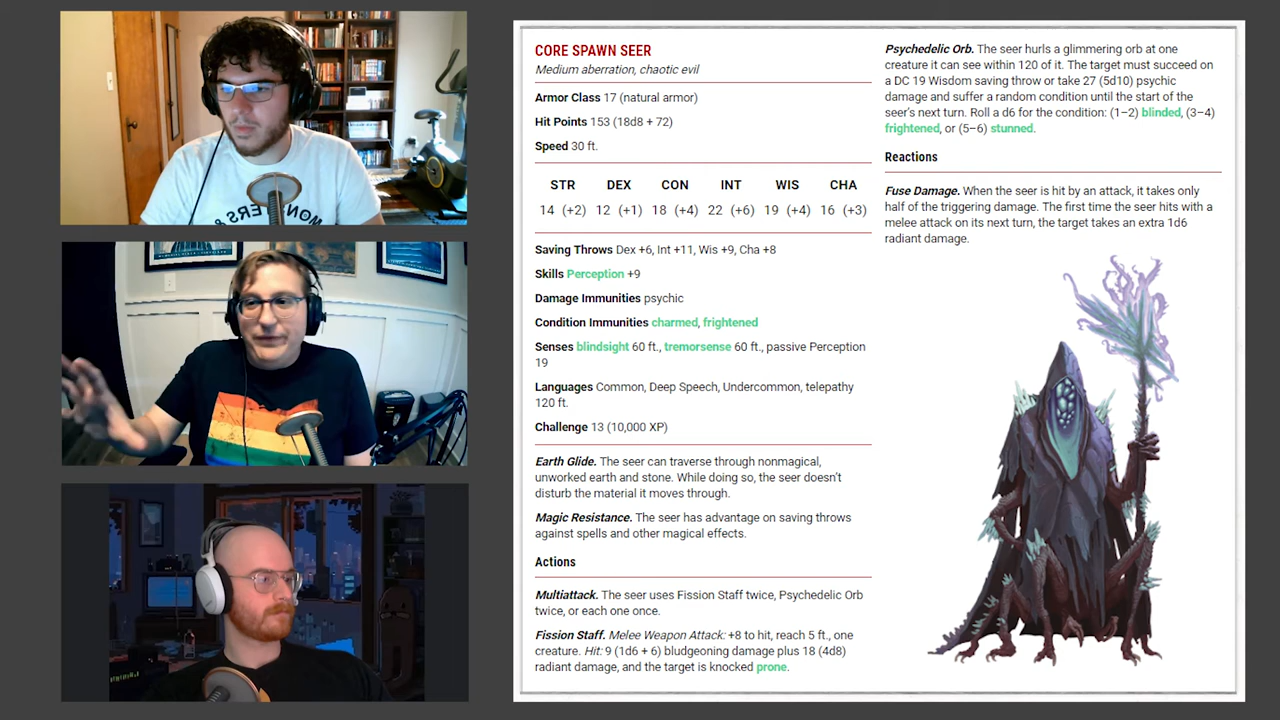 MONSTERS &
CORE SPAWN SEER
Medium aberration, chaotic evil
Armor Class 17 (natural armor)
Hit Points 153 (18d8 + 72)
Speed 30 ft.
STR DEX CON INT WIS CHA
14 (+2) 12 (+1) 18 (+4) 22 (+6) 19 (+4) 16 (+3)
Saving Throws Dex +6, Int +11, Wis +9, Cha +8
Skills Perception +9
Damage Immunities psychic
Condition Immunities charmed, frightened
Senses blindsight 60 ft., tremorsense 60 ft., passive Perception
19
Languages Common, Deep Speech, Undercommon, telepathy
120 ft.
Challenge 13 (10,000 XP)
Earth Glide. The seer can traverse through nonmagical,
unworked earth and stone. While doing so, the seer doesn't
disturb the material it moves through.
Magic Resistance. The seer has advantage on saving throws
against spells and other magical effects.
Actions
Multiattack. The seer uses Fission Staff twice, Psychedelic Orb
twice, or each one once.
Fission Staff. Melee Weapon Attack: +8 to hit, reach 5 ft., one
creature. Hit: 9 (1d6 + 6) bludgeoning damage plus 18 (4d8)
radiant damage, and the target is knocked prone.
Psychedelic Orb. The seer hurls a glimmering orb at one
creature it can see within 120 of it. The target must succeed on
a DC 19 Wisdom saving throw or take 27 (5d10) psychic
damage and suffer a random condition until the start of the
seer's next turn. Roll a d6 for the condition: (1–2) blinded, (3–4)
frightened, or (5–6) stunned.
Reactions
Fuse Damage. When the seer is hit by an attack, it takes only
half of the triggering damage. The first time the seer hits with a
melee attack on its next turn, the target takes an extra 1d6
radiant damage.